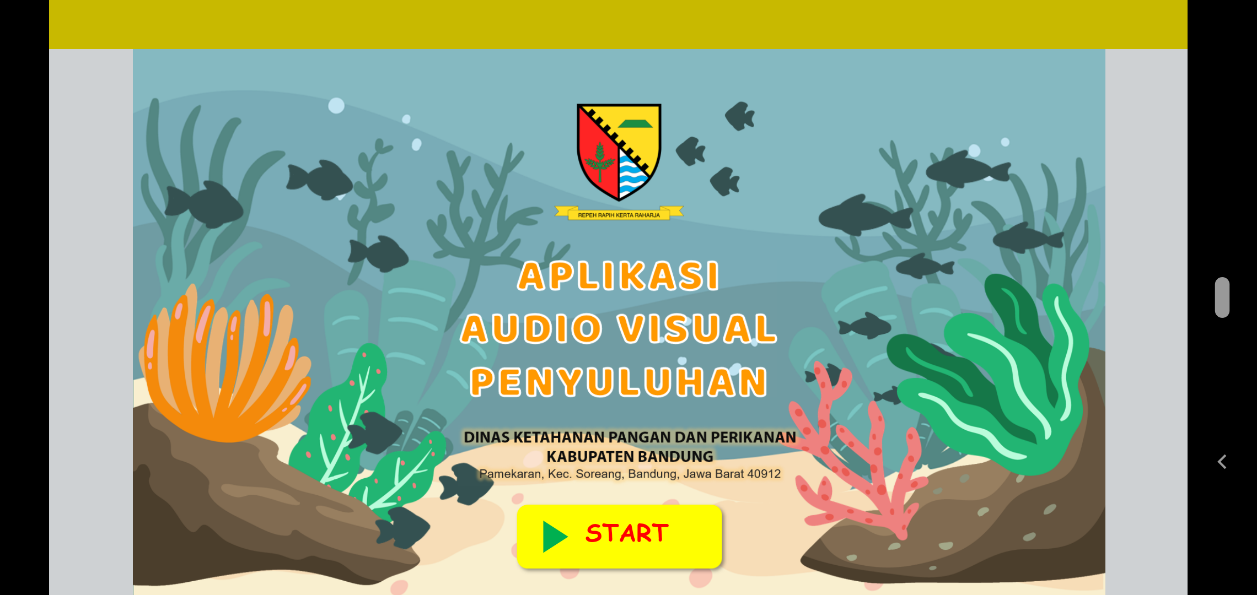 REPEH RAPIH KERTA RAHARJA
APLIKASI
AUDIO VISUAL
PENYULUHAN
DINAS KETAHANAN PANGAN DAN PERIKANAN
KABUPATEN BANDUNG
Pamekaran, Kec. Soreang, Bandung, Jawa Barat 40912
START